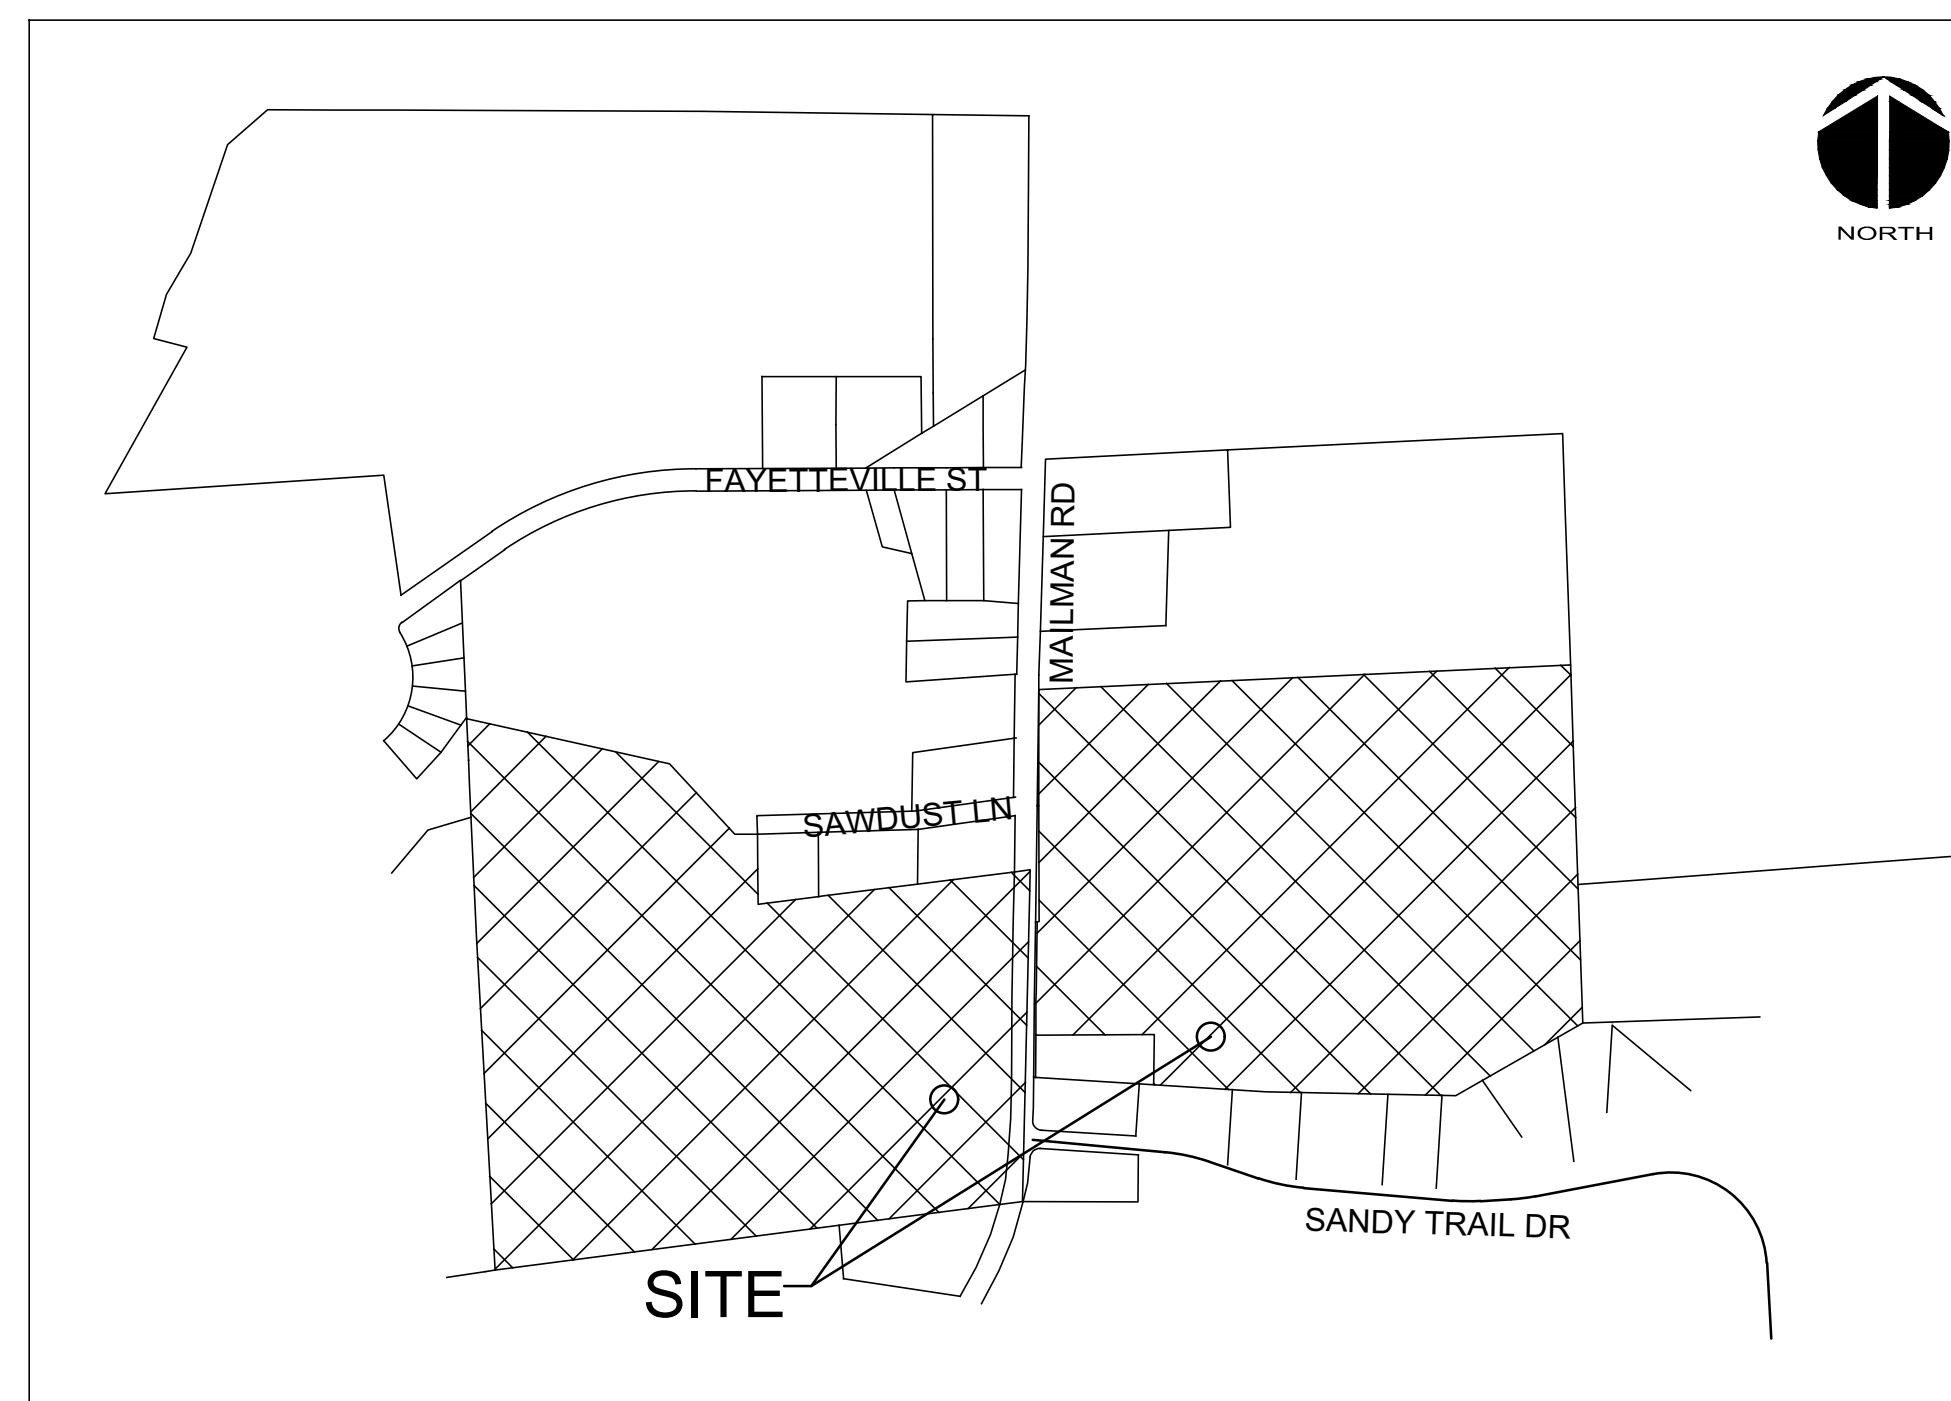 NORTH
FAYETTEVILLE ST
MAILMAN RD
SAWDUST LN
SANDY TRAIL DR
SITE